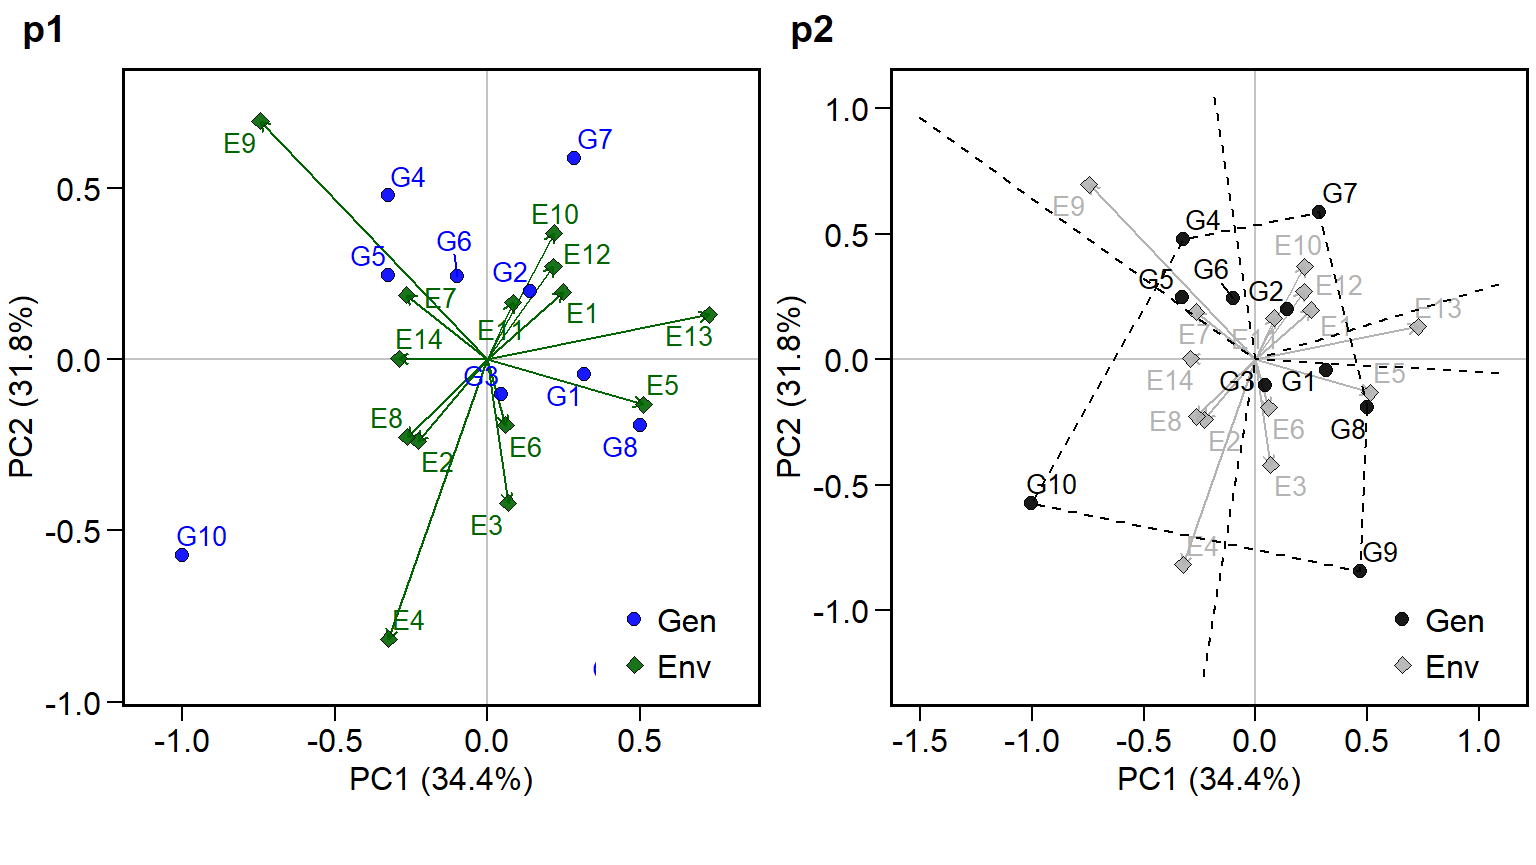 p1
p2
E9
G7
G4
0.5
E10
G6
E12
G5
G2
E7
E1
E11
E13
E14
0.0
G3
E5
G1
E8
G8
E6
E2
E3
-0.5
G10
E4
Gen
Env
-1.0
-1.0
-0.5
0.0
0.5
PC1 (34.4%)
PC2 (31.8%)
1.0
G7
E9
G4
0.5
E10
G6
G5
G2
E12
E13
E7
E11
E1
0.0
E14
G3
G1
E5
E8
E2
E6
G8
G10
E3
-0.5
E4
G9
-1.0
Gen
Env
-1.5
-1.0
-0.5
0.0
0.5
1.0
PC1 (34.4%)
PC2 (31.8%)